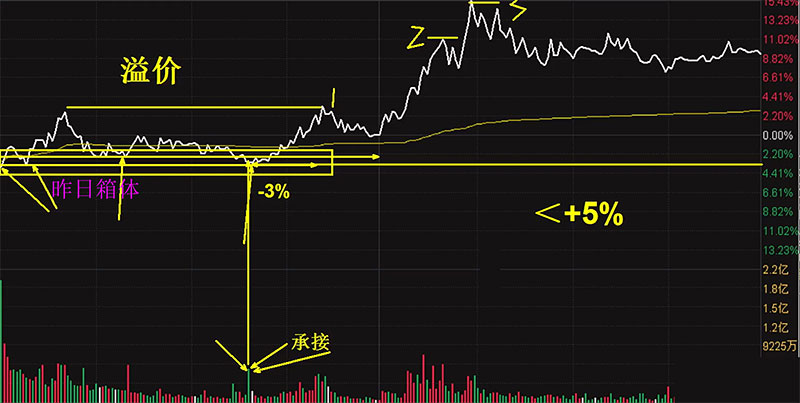 15.43%
13.23%
11.02%
8.82%
6.61%
4.41%
2.20%
0.00%
2.20%
4.41%
6.61%
8.82%
11.02%
13.23%
2.2亿
1.8亿
1.5亿
1.2亿
9225万
溢价
昨日箱体
-3%
<+5%
承接